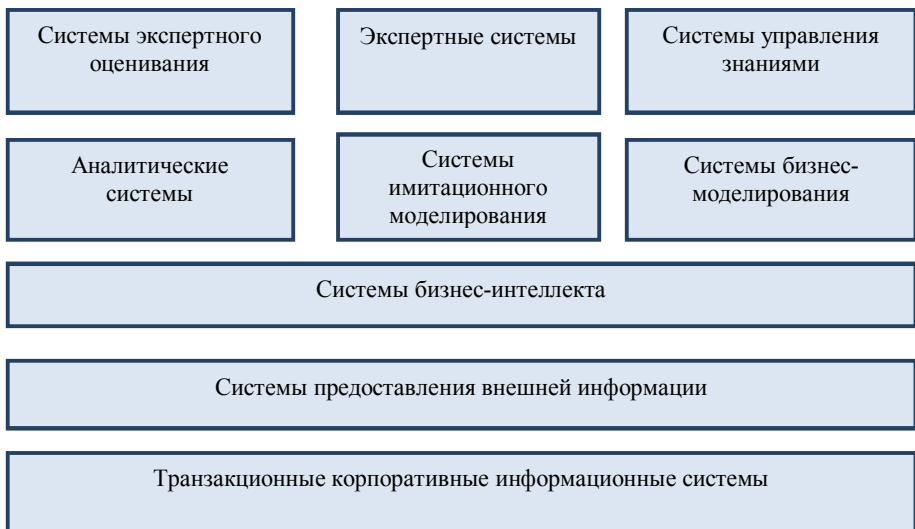 Системы экспертного
оценивания
Экспертные системы
Системы управления
знаниями
Аналитические
системы
Системы
имитационного
моделирования
Системы бизнес-
моделирования
Системы бизнес-интеллекта
Системы предоставления внешней информации
Транзакционные корпоративные информационные системы